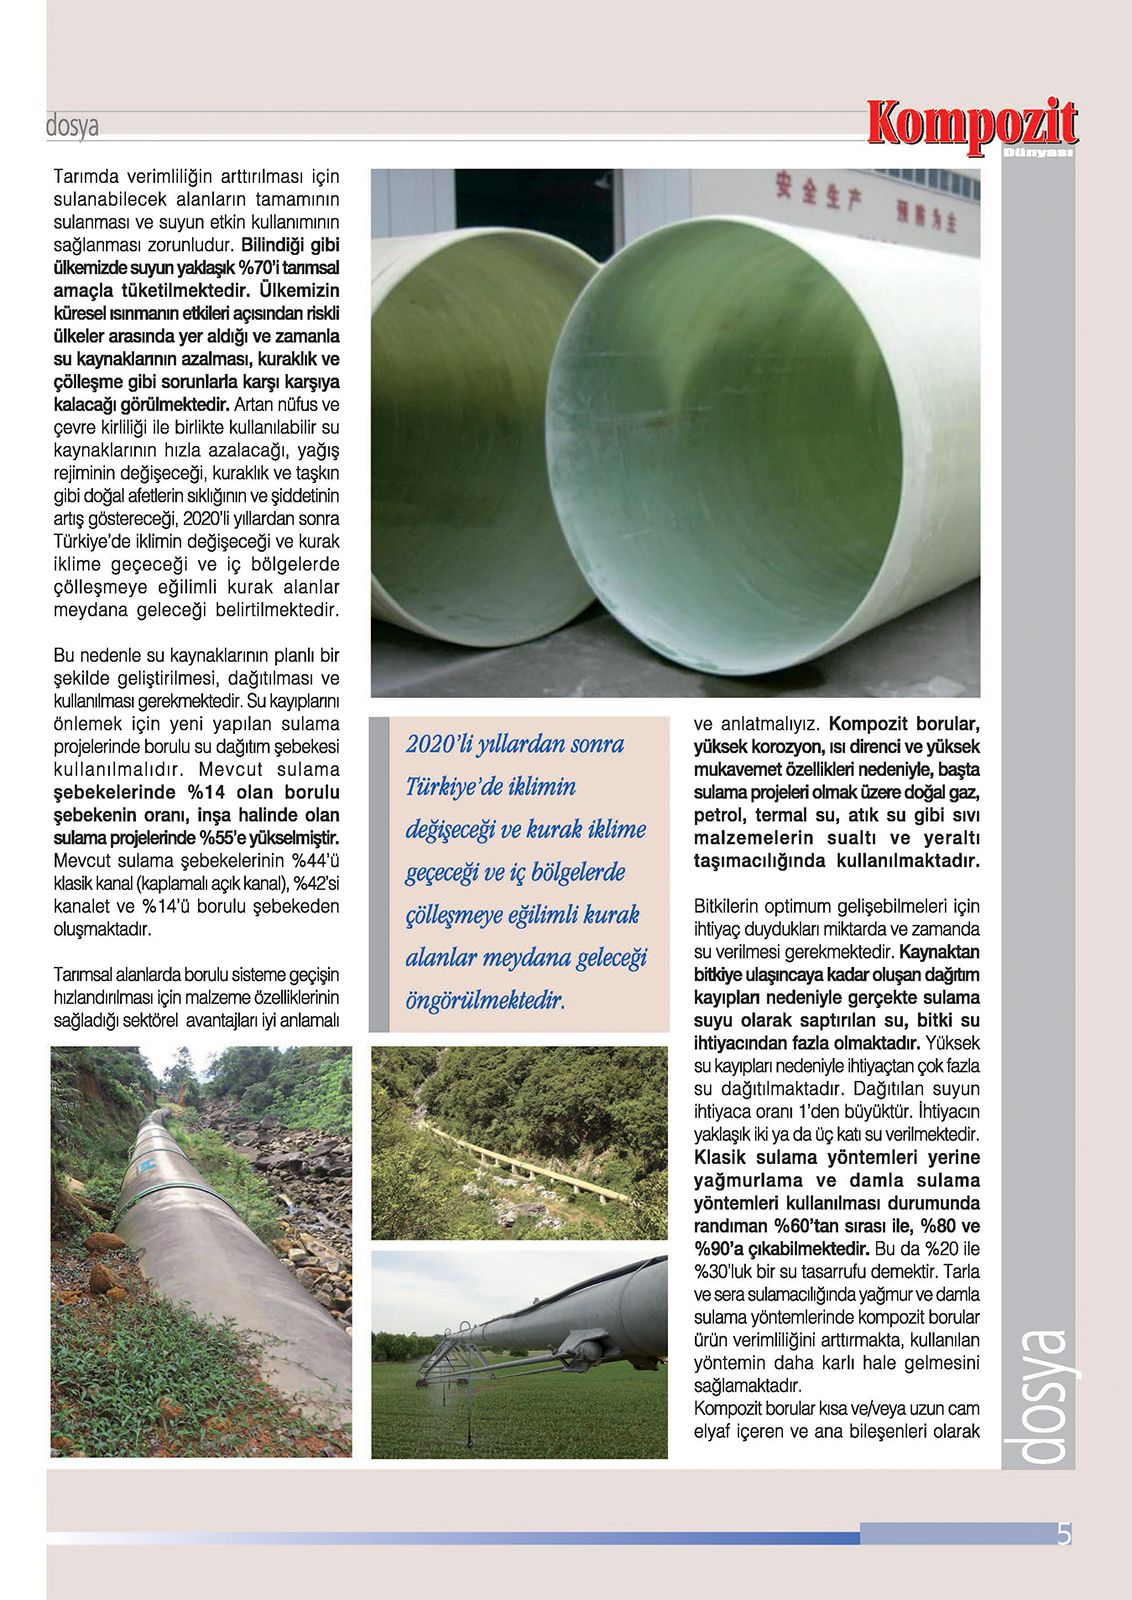 dosya
Kompozit
Dünyası
Tarımda verimliliğin arttırılması için
sulanabilecek alanların tamamının
sulanması ve suyun etkin kullanımının
sağlanması zorunludur. Bilindiği gibi
ülkemizde suyun yaklaşık %70'i tarımsal
amaçla tüketilmektedir. Ülkemizin
küresel ısınmanın etkileri açısından riskli
ülkeler arasında yer aldığı ve zamanla
su kaynaklarının azalması, kuraklık ve
çölleşme gibi sorunlarla karşı karşıya
kalacağı görülmektedir. Artan nüfus ve
çevre kirliliği ile birlikte kullanılabilir su
kaynaklarının hızla azalacağı, yağış
rejiminin değişeceği, kuraklık ve taşkın
gibi doğal afetlerin sıklığının ve şiddetinin
artış göstereceği, 2020'li yıllardan sonra
Türkiye'de iklimin değişeceği ve kurak
iklime geçeceği ve iç bölgelerde
çölleşmeye eğilimli kurak alanlar
meydana geleceği belirtilmektedir.
Bu nedenle su kaynaklarının planlı bir
şekilde geliştirilmesi, dağıtılması ve
kullanılması gerekmektedir. Su kayıplarını
önlemek için yeni yapılan sulama
projelerinde borulu su dağıtım şebekesi
kullanılmalıdır. Mevcut sulama
şebekelerinde %14 olan borulu
şebekenin oranı, inşa halinde olan
sulama projelerinde %55'e yükselmiştir.
Mevcut sulama şebekelerinin %44'ü
klasik kanal (kaplamalı açık kanal), %42'si
kanalet ve %14'ü borulu şebekeden
oluşmaktadır.
Tarımsal alanlarda borulu sisteme geçişin
hızlandırılması için malzeme özelliklerinin
sağladığı sektörel avantajları iyi anlamalı
安全生产 预防为主
2020'li yıllardan sonra
Türkiye'de iklimin
değişeceği ve kurak iklime
geçeceği ve iç bölgelerde
çölleşmeye eğilimli kurak
alanlar meydana geleceği
öngörülmektedir.
ve anlatmalıyız. Kompozit borular,
yüksek korozyon, ısı direnci ve yüksek
mukavemet özellikleri nedeniyle, başta
sulama projeleri olmak üzere doğal gaz,
petrol, termal su, atık su gibi sıvı
malzemelerin sualtı ve yeraltı
taşımacılığında kullanılmaktadır.
Bitkilerin optimum gelişebilmeleri için
ihtiyaç duydukları miktarda ve zamanda
su verilmesi gerekmektedir. Kaynaktan
bitkiye ulaşıncaya kadar oluşan dağıtım
kayıpları nedeniyle gerçekte sulama
suyu olarak saptırılan su, bitki su
ihtiyacından fazla olmaktadır. Yüksek
su kayıpları nedeniyle ihtiyaçtan çok fazla
su dağıtılmaktadır. Dağıtılan suyun
ihtiyaca oranı 1'den büyüktür. İhtiyacın
yaklaşık iki ya da üç katı su verilmektedir.
Klasik sulama yöntemleri yerine
yağmurlama ve damla sulama
yöntemleri kullanılması durumunda
randıman %60'tan sırası ile, %80 ve
%90'a çıkabilmektedir. Bu da %20 ile
%30'luk bir su tasarrufu demektir. Tarla
ve sera sulamacılığında yağmur ve damla
sulama yöntemlerinde kompozit borular
ürün verimliliğini arttırmakta, kullanılan
yöntemin daha karlı hale gelmesini
sağlamaktadır.
Kompozit borular kısa ve/veya uzun cam
elyaf içeren ve ana bileşenleri olarak
dosya
5